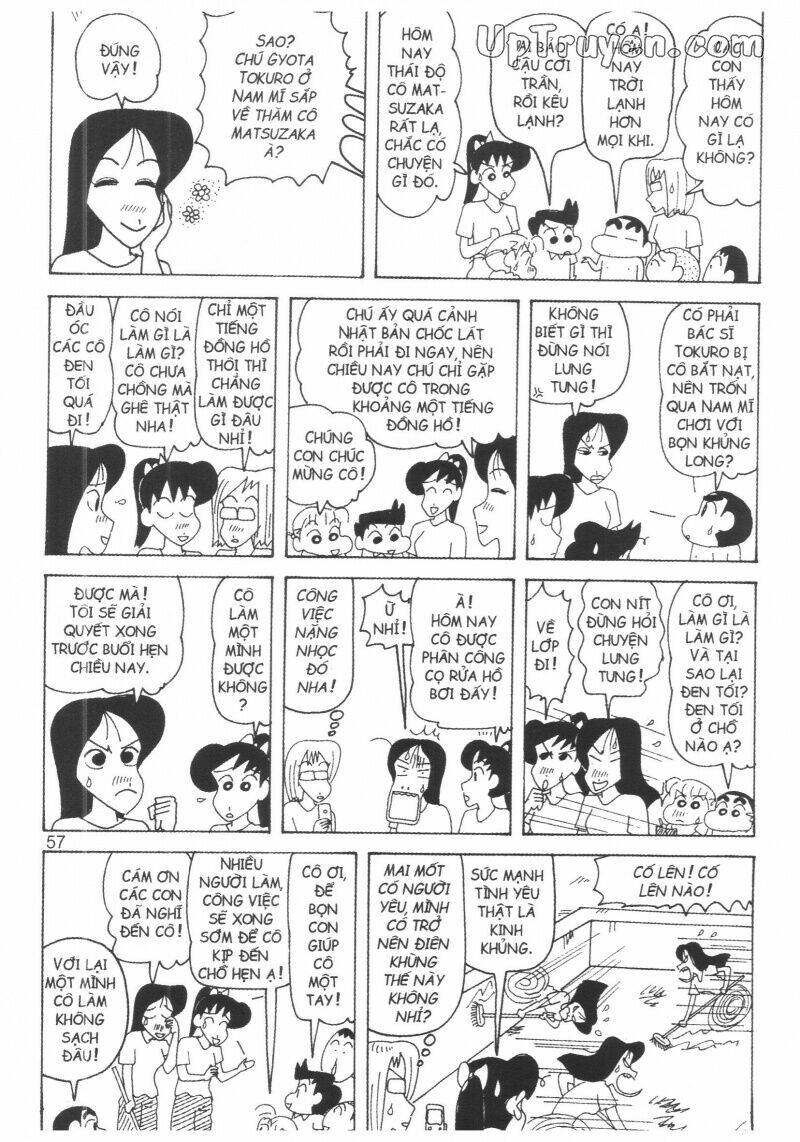 UpTruyen.com
CON
THẤY
HÔM
NAY CÓ
GÌ LẠ
KHÔNG?
CÓ Ạ!
HÔM
NAY
TRỜI
LẠNH
HƠN
MỌI KHI.
AI BẢO
CẬU CỞI
TRẦN,
RỒI KÊU
LẠNH?
HÔM
NAY
THÁI ĐỘ
CÔ MAT-
SUZAKA
RẤT LẠ,
CHẮC CÓ
CHUYỆN
GÌ ĐÓ.
SAO?
CHÚ GYOTA
TOKURO Ở
NAM MĨ SẮP
VỀ THĂM CÔ
MATSUZAKA
À?
ĐÚNG
VẬY!
CÓ PHẢI
BÁC SĨ
TOKURO BỊ
CÔ BẮT NẠT,
NÊN TRỐN
QUA NAM MĨ
CHƠI VỚI
BỌN KHỦNG
LONG?
KHÔNG
BIẾT GÌ THÌ
ĐỪNG NÓI
LUNG
TUNG!
CHÚ ẤY QUÁ CẢNH
NHẬT BẢN CHỐC LÁT
RỒI PHẢI ĐI NGAY, NÊN
CHIỀU NAY CHÚ CHỈ GẶP
ĐƯỢC CÔ TRONG
KHOẢNG MỘT TIẾNG
ĐỒNG HỒ!
CHÚNG
CON CHÚC
MỪNG CÔ!
CHỈ MỘT
TIẾNG
ĐỒNG HỒ
THÔI THÌ
CHẲNG
LÀM ĐƯỢC
GÌ ĐÂU
NHỈ!
CÔ NÓI
LÀM GÌ LÀ
LÀM GÌ?
CÔ CHƯA
CHỒNG MÀ
GHÊ THẬT
NHA!
ĐẦU
ÓC
CÁC CÔ
ĐEN
TỐI
QUÁ
ĐI!
CÔ ƠI,
LÀM GÌ LÀ
LÀM GÌ?
VÀ TẠI
SAO LẠI
ĐEN TỐI?
ĐEN TỐI
Ở CHỖ
NÀO Ạ?
CON NÍT
ĐỪNG HỎI
CHUYỆN
LUNG
TUNG!
VỀ
LỚP
ĐI!
À!
HÔM NAY
CÔ ĐƯỢC
PHÂN CÔNG
CỌ RỬA HỒ
BƠI ĐẤY!
Ừ
NHỈ!
CÔNG
VIỆC
NẶNG
NHỌC
ĐÓ
NHA!
CÔ
LÀM
MỘT
MÌNH
ĐƯỢC
KHÔNG
?
ĐƯỢC MÀ!
TÔI SẼ GIẢI
QUYẾT XONG
TRƯỚC BUỔI HẸN
CHIỀU NAY.
57
CỐ LÊN! CỐ
LÊN NÀO!
SỨC MẠNH
TÌNH YÊU
THẬT LÀ
KINH
KHỦNG.
MAI MỐT
CÓ NGƯỜI
YÊU, MÌNH
CÓ TRỞ
NÊN ĐIÊN
KHÙNG
THẾ NÀY
KHÔNG
NHỈ?
CÔ ƠI,
ĐỂ
BỌN
CON
GIÚP
CÔ
MỘT
TAY!
NHIỀU
NGƯỜI LÀM,
CÔNG VIỆC
SẼ XONG
SỚM ĐỂ CÔ
KỊP ĐẾN
CHỖ HẸN Ạ!
CÁM ƠN
CÁC CON
ĐÃ NGHĨ
ĐẾN CÔ!
VỚI LẠI
MỘT MÌNH
CÔ LÀM
KHÔNG
SẠCH
ĐÂU!